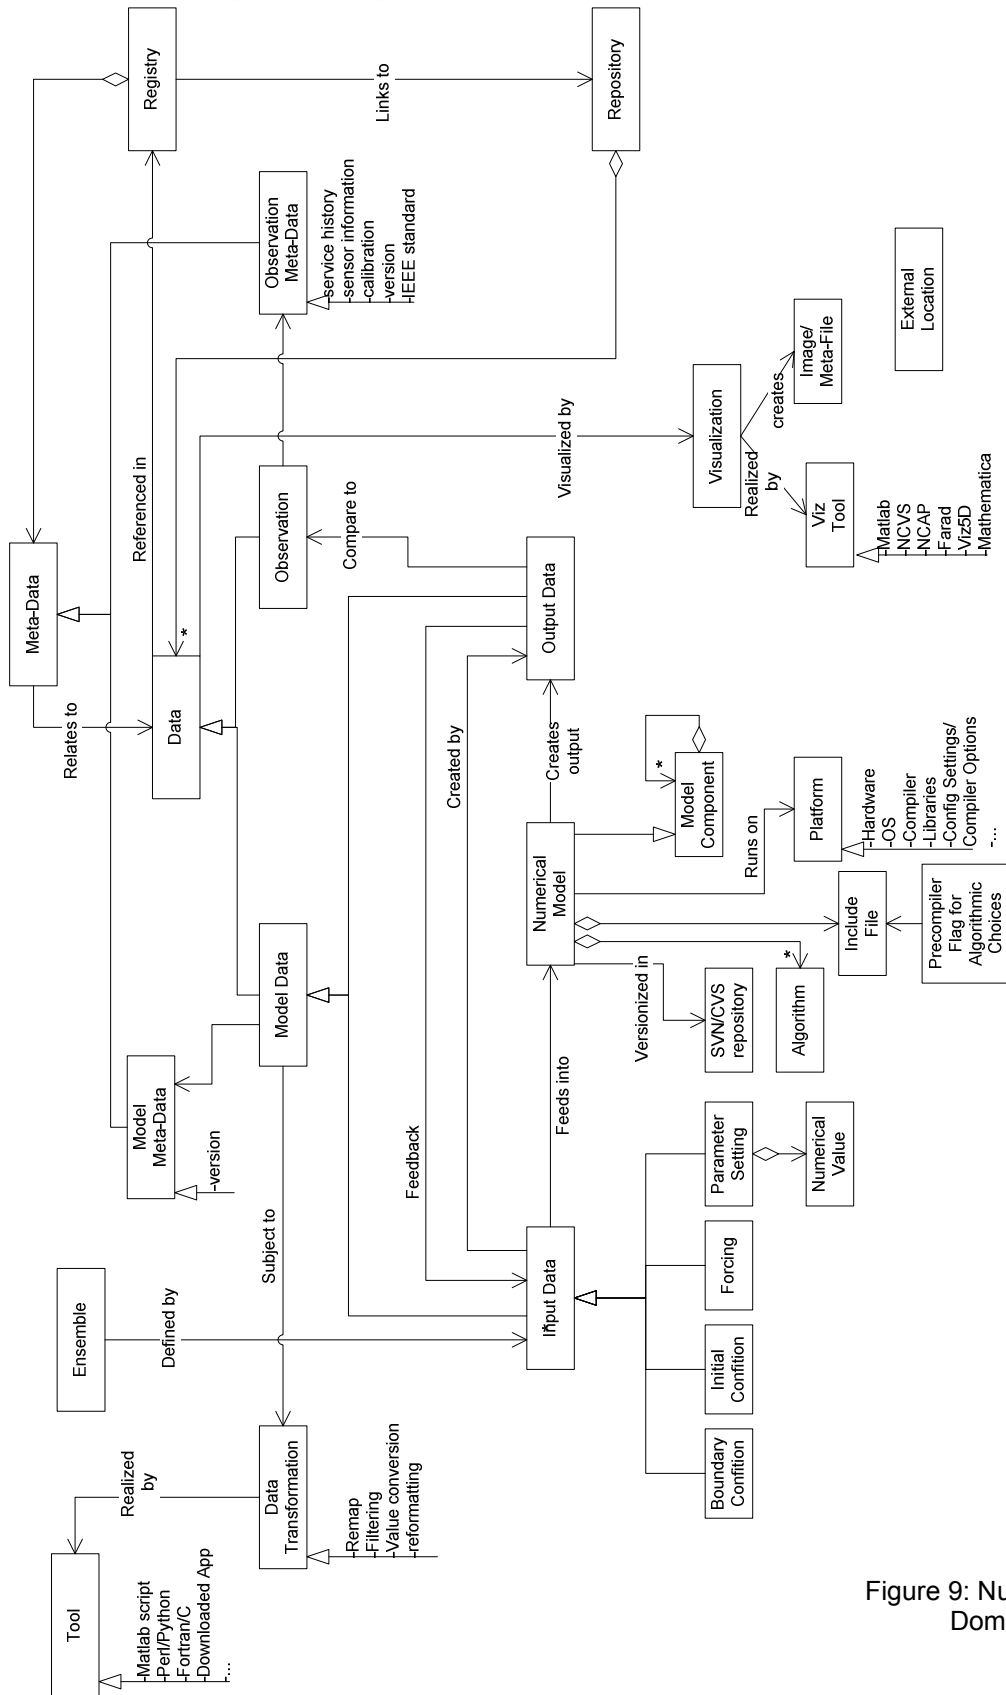 Tool
-Matlab script
-Perl/Python
-Fortran/C
-Downloaded App
-...
Realized
by
Data
Transformation
-Remap
-Filtering
-Value conversion
-reformatting
Ensemble
Defined by
Subject to
Model
Meta-Data
-version
Model Data
Meta-Data
Relates to
Data
*
Referenced in
Registry
Links to
Repository
Observation
Meta-Data
-service history
-sensor information
-calibration
-version
-IEEE standard
Observation
Compare to
Visualized by
Feedback
Created by
Input Data
*
Feeds into
Numerical
Model
Creates
output
Output Data
Boundary
Confition
Initial
Confition
Forcing
Parameter
Setting
Numerical
Value
Versionized in
SVN/CVS
repository
Algorithm
*
Include
File
Precompiler
Flag for
Algorithmic
Choices
Runs on
Platform
-Hardware
-OS
-Compiler
-Libraries
-Config Settings/
Compiler Options
-...
Model
Component
*
Visualization
Realized
by
creates
Viz
Tool
-Matlab
-NCVS
-NCAP
-Farad
-Viz5D
-Mathematica
Image/
Meta-File
External
Location
Figure 9: Nu
Dom